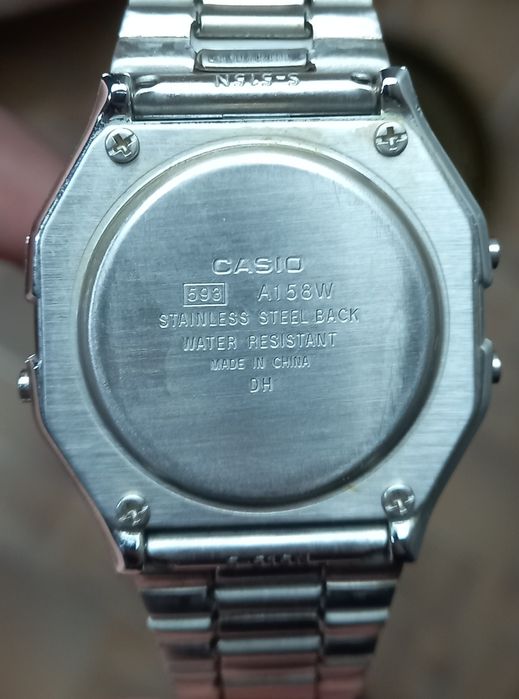 CASIO
593 A158W
STAINLESS STEEL BACK
WATER RESISTANT
MADE IN CHINA
DH